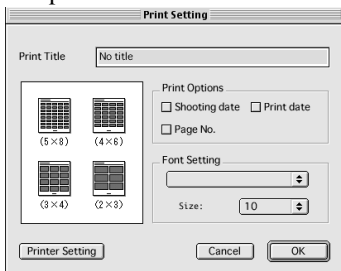 Print Setting
Print Title No title
Print Options
Shooting date Print date
Page No.
(5×8) (4×6)
Font Setting
(3×4) (2×3)
Size: 10
Printer Setting Cancel OK